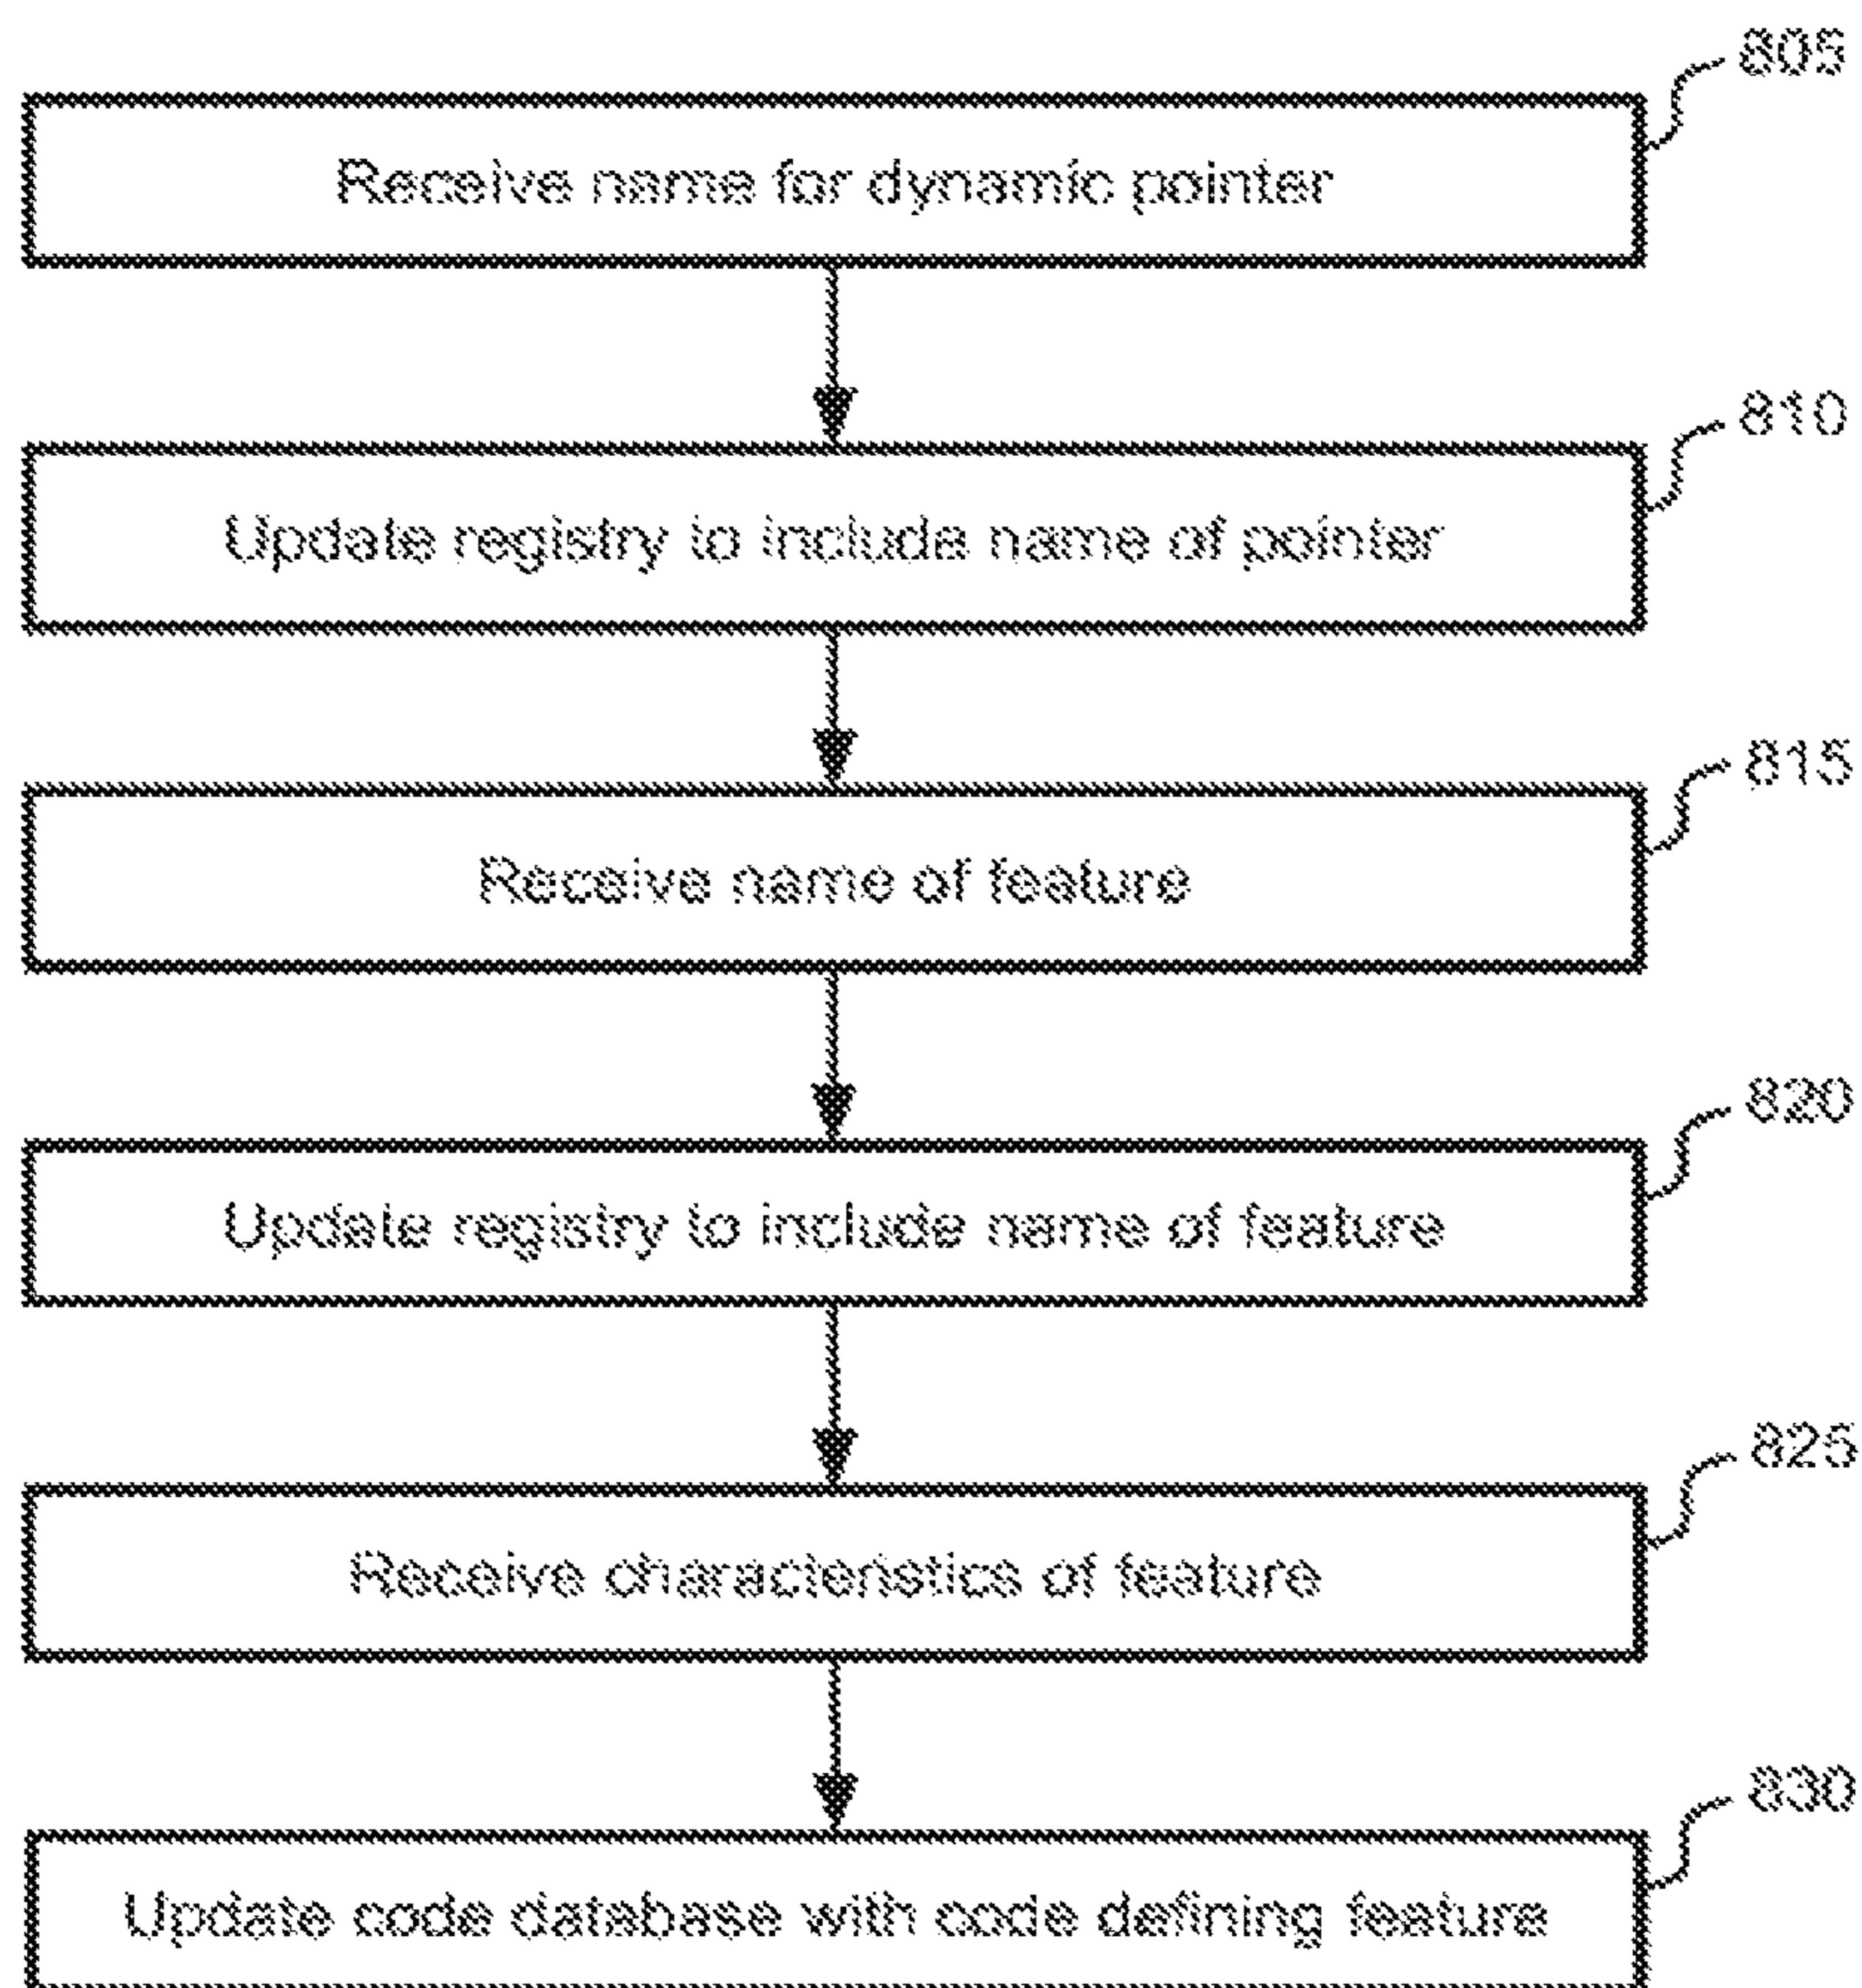 805
Receive name for dynamic pointer
810
Update registry to include name of pointer
815
Receive name of feature
820
Update registry to include name of feature
825
Receive characteristics of feature
830
Update code database with code defining feature